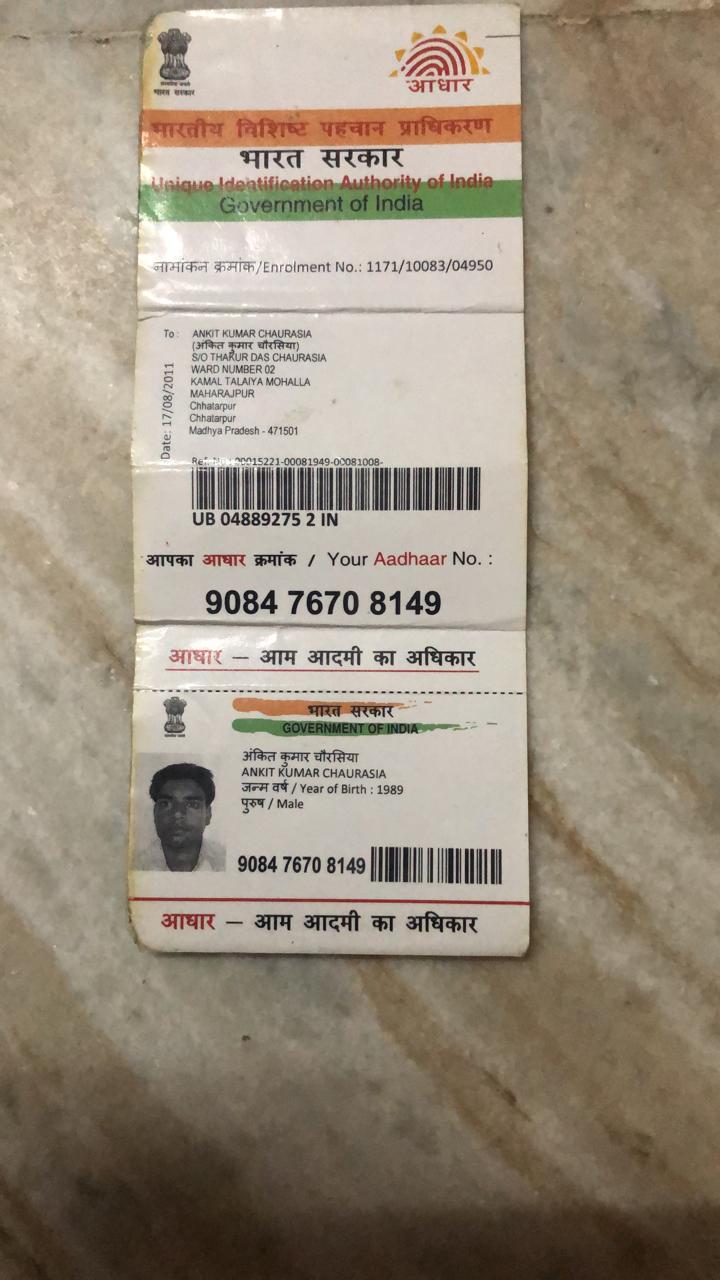 सत्यमेव जयते
भारत सरकार
आधार
भारतीय विशिष्ट पहचान प्राधिकरण
भारत सरकार
Unique Identification Authority of India
Government of India
नामांकन क्रमांक/Enrolment No.: 1171/10083/04950
To :
ANKIT KUMAR CHAURASIA
(अंकित कुमार चौरसिया)
S/O THAKUR DAS CHAURASIA
WARD NUMBER 02
KAMAL TALAIYA MOHALLA
MAHARAJPUR
Chhatarpur
Chhatarpur
Madhya Pradesh - 471501
Date: 17/08/2011
00015221-00081949-00081008-
UB 04889275 2 IN
आपका आधार क्रमांक / Your Aadhaar No. :
9084 7670 8149
आधार — आम आदमी का अधिकार
भारत सरकार
GOVERNMENT OF INDIA
अंकित कुमार चौरसिया
ANKIT KUMAR CHAURASIA
जन्म वर्ष / Year of Birth : 1989
पुरुष / Male
9084 7670 8149
आधार — आम आदमी का अधिकार